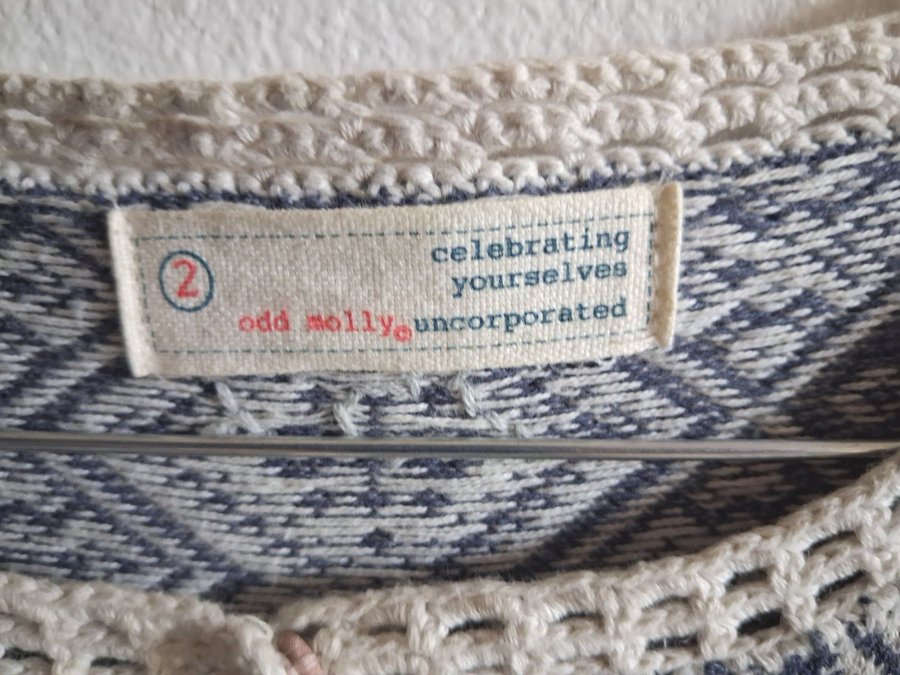 2
celebrating
yourselves
odd molly® uncorporated